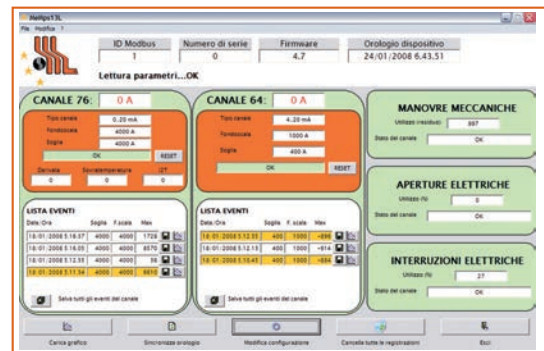 Hellips13L
File Modifica ?
ID Modbus
1
Numero di serie
0
Firmware
4.7
Orologio dispositivo
24/01/2008 6.43.51
Lettura parametri...OK
CANALE 76: 0 A
Tipo canale 0..20 mA
Fondoscala 4000 A
Soglia 4000 A
OK RESET
Derivata Sovratemperatura I2T
0 0 0
LISTA EVENTI
Data/Ora Soglia F.scala Max
18/01/2008 5.16.07 4000 4000 1728
18/01/2008 5.16.05 4000 4000 8570
18/01/2008 5.12.35 4000 4000
18/01/2008 5.11.54 4000 4000 6610
Salva tutti gli eventi del canale
CANALE 64: 0 A
Tipo canale 4..20 mA
Fondoscala 1000 A
Soglia 400 A
OK RESET
LISTA EVENTI
Data/Ora Soglia F.scala Max
18/01/2008 5.12.35 400 1000
18/01/2008 5.12.13 400 1000 -914
18/01/2008 5.10.45 400 1000
Salva tutti gli eventi del canale
MANOVRE MECCANICHE
Utilizzo (residuo) 997
Stato del canale OK
APERTURE ELETTRICHE
Utilizzo (%) 0
Stato del canale OK
INTERRUZIONI ELETTRICHE
Utilizzo (%) 27
Stato del canale OK
Carica grafico
Sincronizza orologio
Modifica configurazione
Cancella tutte le registrazioni
Esci